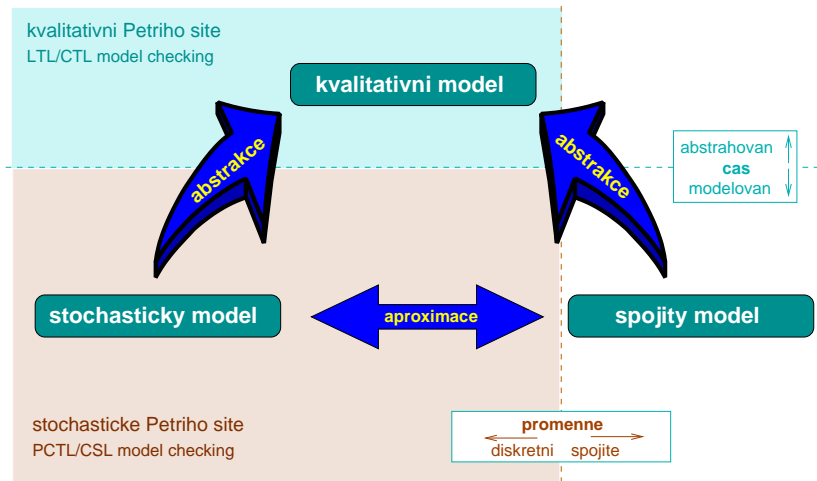 kvalitativni Petriho site
LTL/CTL model checking
kvalitativni model
abstrakce
abstrakce
abstrahovan
cas
modelovan
stochasticky model
aproximace
spojity model
stochasticke Petriho site
PCTL/CSL model checking
promenne
diskretni spojite